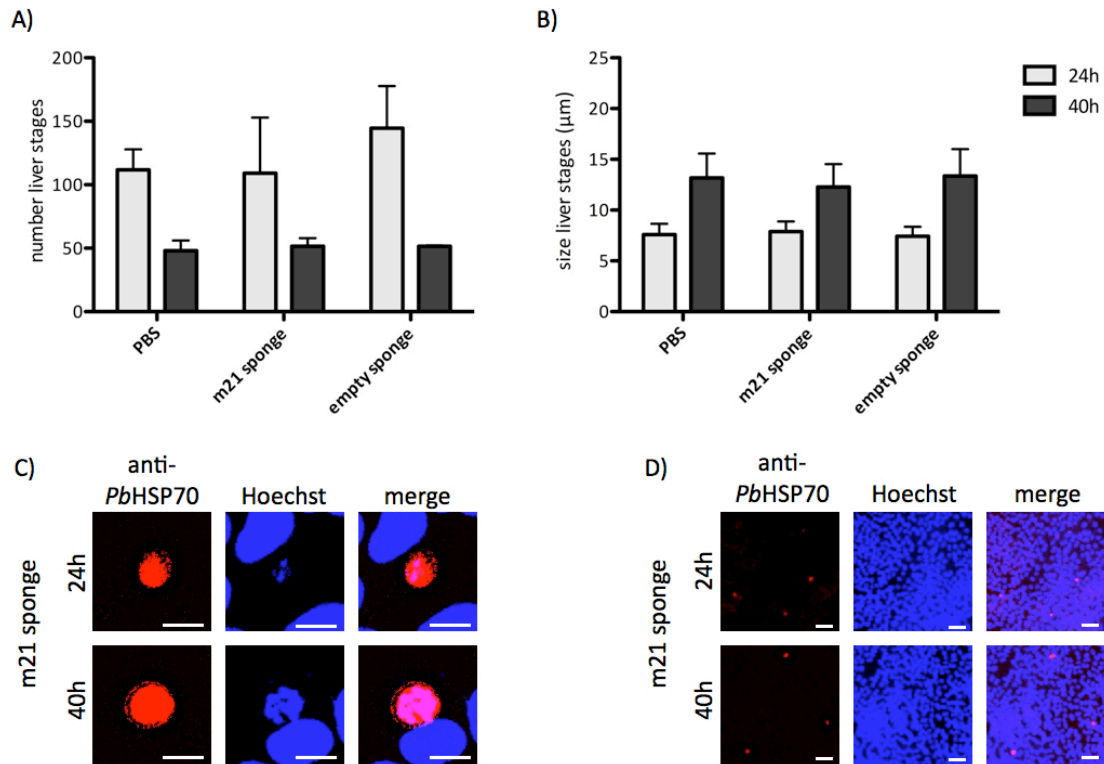 A)
200
150
100
50
0
number liver stages
PBS
m21 sponge
empty sponge
B)
25
20
15
10
5
0
size liver stages (μm)
PBS
m21 sponge
empty sponge
24h
40h
C)
anti-
PbHSP70 Hoechst merge
m21 sponge
24h
40h
D)
anti-
PbHSP70 Hoechst merge
m21 sponge
24h
40h